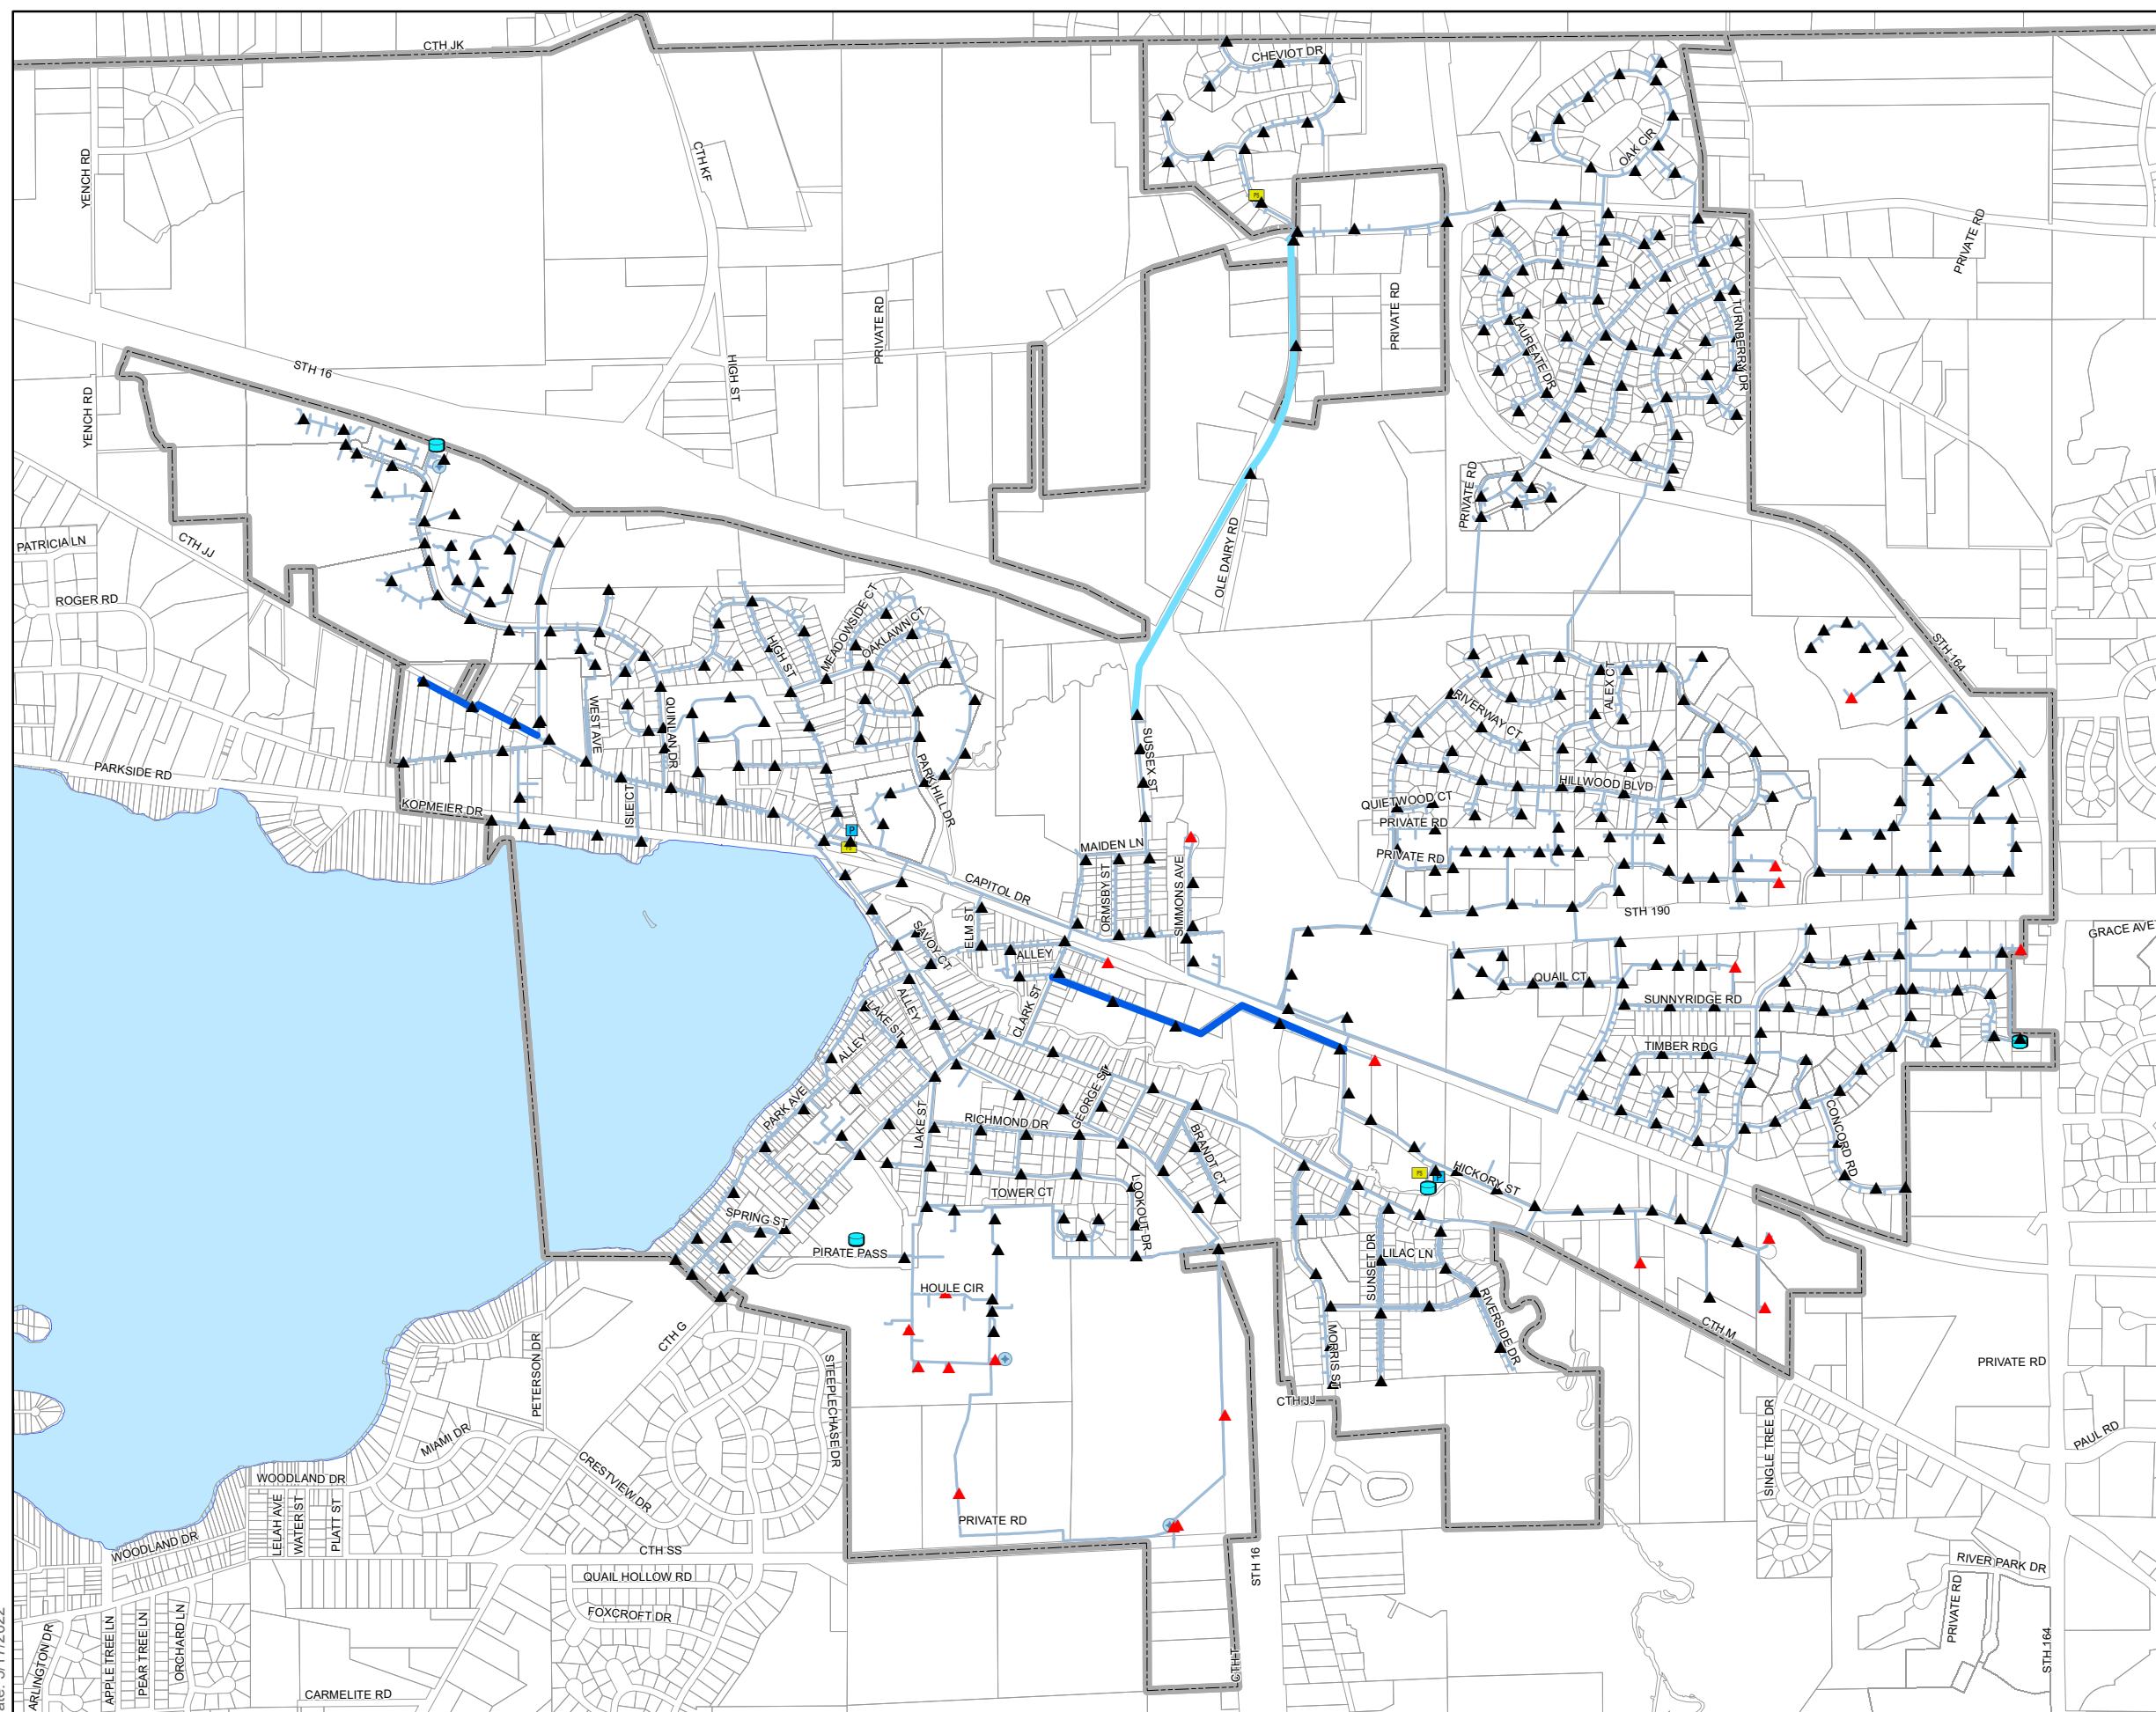 CTH JK
CHEVIOT DR
YENCH RD
CTH KF
OAK CIR
PRIVATE RD
PRIVATE RD
PRIVATE RD
TURNBERRY DR
LAUREATE DR
STH 16
HIGH ST
YENCH RD
PRIVATE RD
CTH JJ
PATRICIA LN
OLE DAIRY RD
ROGER RD
MEADOWSIDE CT
OAKLAWN CT
HIGH ST
STH 164
ALEX CT
RIVERWAY CT
WEST AVE
QUINLAN DR
SUSSEX ST
PARKSIDE RD
HILLWOOD BLVD
PARKHILL DR
QUIETWOOD CT
KOPMEIER DR
ISLE CT
PRIVATE RD
MAIDEN LN
PRIVATE RD
P
PS
CAPITOL DR
ORMSBY ST
SIMMONS AVE
STH 190
ELM ST
SAVOY CT
GRACE AVE
ALLEY
QUAIL CT
CLARK ST
ALLEY
LAKE ST
SUNNYRIDGE RD
ALLEY
TIMBER RDG
GEORGE ST
PARK AVE
LAKE ST
RICHMOND DR
CONCORD RD
BRANDT CT
PS
P
HICKORY ST
TOWER CT
LOOKOUT DR
SPRING ST
PIRATE PASS
LILAC LN
SUNSET DR
HOULE CIR
RIVERSIDE DR
CTH M
CTH G
PETERSON DR
MORRIS ST
STEEPLECHASE DR
PRIVATE RD
CTH JJ
SINGLE TREE DR
MIAMI DR
PAUL RD
CRESTVIEW DR
WOODLAND DR
LELAH AVE
WATER ST
PLATT ST
PRIVATE RD
WOODLAND DR
CTH SS
STH 16
RIVER PARK DR
QUAIL HOLLOW RD
PRIVATE RD
FOXCROFT DR
ARLINGTON DR
APPLE TREE LN
PEAR TREE LN
ORCHARD LN
STH 164
CTH T
CARMELITE RD